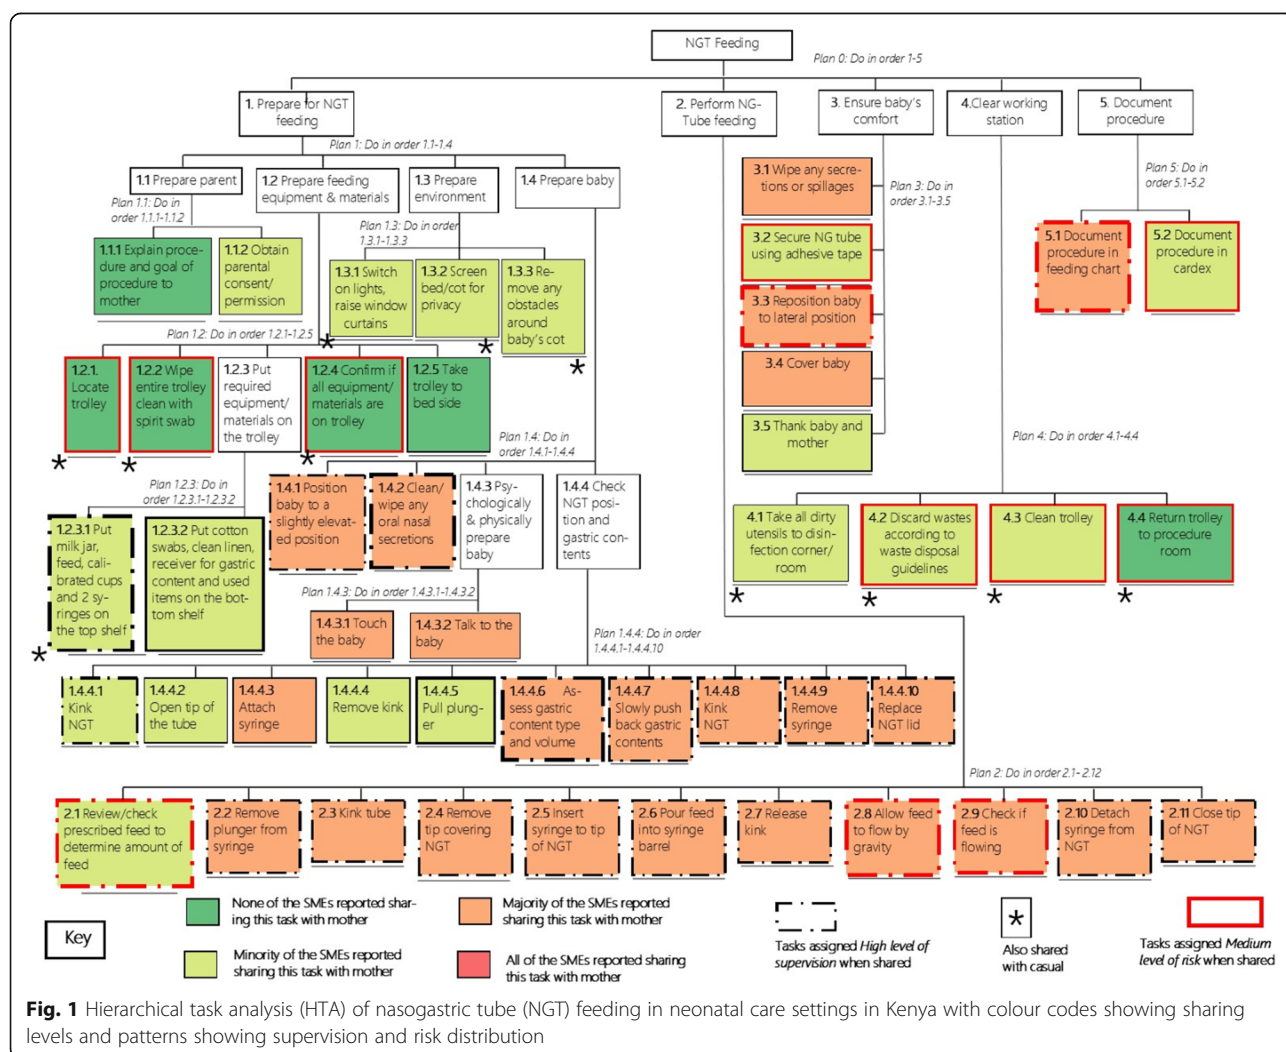 NGT Feeding
Plan 0: Do in order 1-5
1. Prepare for NGT
feeding
2. Perform NG-
Tube feeding
3. Ensure baby's
comfort
4.Clear working
station
5. Document
procedure
Plan 1: Do in order 1.1-1.4
1.1 Prepare parent
1.2 Prepare feeding
equipment & materials
1.3 Prepare
environment
1.4 Prepare baby
Plan 1.1: Do in
order 1.1.1-1.1.2
Plan 1.3: Do in order
1.3.1-1.3.3
1.1.1 Explain proce-
dure and goal of
procedure to
mother
1.1.2 Obtain
parental
consent/
permission
1.3.1 Switch
on lights,
raise window
curtains
1.3.2 Screen
bed/cot for
privacy
1.3.3 Re-
move any
obstacles
around
baby's cot
*
*
*
Plan 1.2: Do in order 1.2.1-1.2.5
1.2.1.
Locate
trolley
1.2.2 Wipe
entire trolley
clean with
spirit swab
1.2.3 Put
required
equipment/
materials on
the trolley
1.2.4 Confirm if
all equipment/
materials are
on trolley
1.2.5 Take
trolley to
bed side
*
*
*
Plan 1.2.3: Do in
order 1.2.3.1-1.2.3.2
1.2.3.1 Put
milk jar,
feed, cali-
brated cups
and 2 sy-
ringes on
the top shelf
*
1.2.3.2 Put cotton
swabs, clean linen,
receiver for gastric
content and used
items on the bot-
tom shelf
Plan 1.4: Do in
order 1.4.1-1.4.4
1.4.1 Position
baby to a
slightly elevat-
ed position
1.4.2 Clean/
wipe any
oral nasal
secretions
1.4.3 Psy-
chologically
& physically
prepare
baby
1.4.4 Check
NGT posi-
tion and
gastric con-
tents
Plan 1.4.3: Do in order 1.4.3.1-1.4.3.2
1.4.3.1 Touch
the baby
1.4.3.2 Talk to the
baby
Plan 1.4.4: Do in order
1.4.4.1-1.4.4.10
1.4.4.1
Kink
NGT
1.4.4.2
Open tip of
the tube
1.4.4.3
Attach
syringe
1.4.4.4
Remove kink
1.4.4.5
Pull plung-
er
1.4.4.6 As-
sess gastric
content type
and volume
1.4.4.7
Slowly push
back gastric
contents
1.4.4.8
Kink
NGT
1.4.4.9
Remove
syringe
1.4.4.10
Replace
NGT lid
3.1 Wipe any secre-
tions or spillages
3.2 Secure NG tube
using adhesive tape
3.3 Reposition baby
to lateral position
3.4 Cover baby
3.5 Thank baby and
mother
Plan 3: Do in
order 3.1-3.5
Plan 5: Do in
order 5.1-5.2
5.1 Document
procedure in
feeding chart
5.2 Document
procedure in
cardex
Plan 4: Do in order 4.1-4.4
4.1 Take all dirty
utensils to disin-
fection corner/
room
4.2 Discard wastes
according to
waste disposal
guidelines
4.3 Clean trolley
4.4 Return trolley
to procedure
room
*
*
*
*
Plan 2: Do in order 2.1- 2.12
2.1 Review/check
prescribed feed to
determine amount of
feed
2.2 Remove
plunger from
syringe
2.3 Kink tube
2.4 Remove
tip covering
NGT
2.5 Insert
syringe to tip
of NGT
2.6 Pour feed
into syringe
barrel
2.7 Release
kink
2.8 Allow feed
to flow by
gravity
2.9 Check if
feed is
flowing
2.10 Detach
syringe from
NGT
2.11 Close tip
of NGT
Key
None of the SMEs reported shar-
ing this task with mother
Minority of the SMEs reported
sharing this task with mother
Majority of the SMEs reported
sharing this task with mother
All of the SMEs reported sharing
this task with mother
Tasks assigned High level of
supervision when shared
*
Also shared
with casual
Tasks assigned Medium
level of risk when shared
Fig. 1 Hierarchical task analysis (HTA) of nasogastric tube (NGT) feeding in neonatal care settings in Kenya with colour codes showing sharing
levels and patterns showing supervision and risk distribution